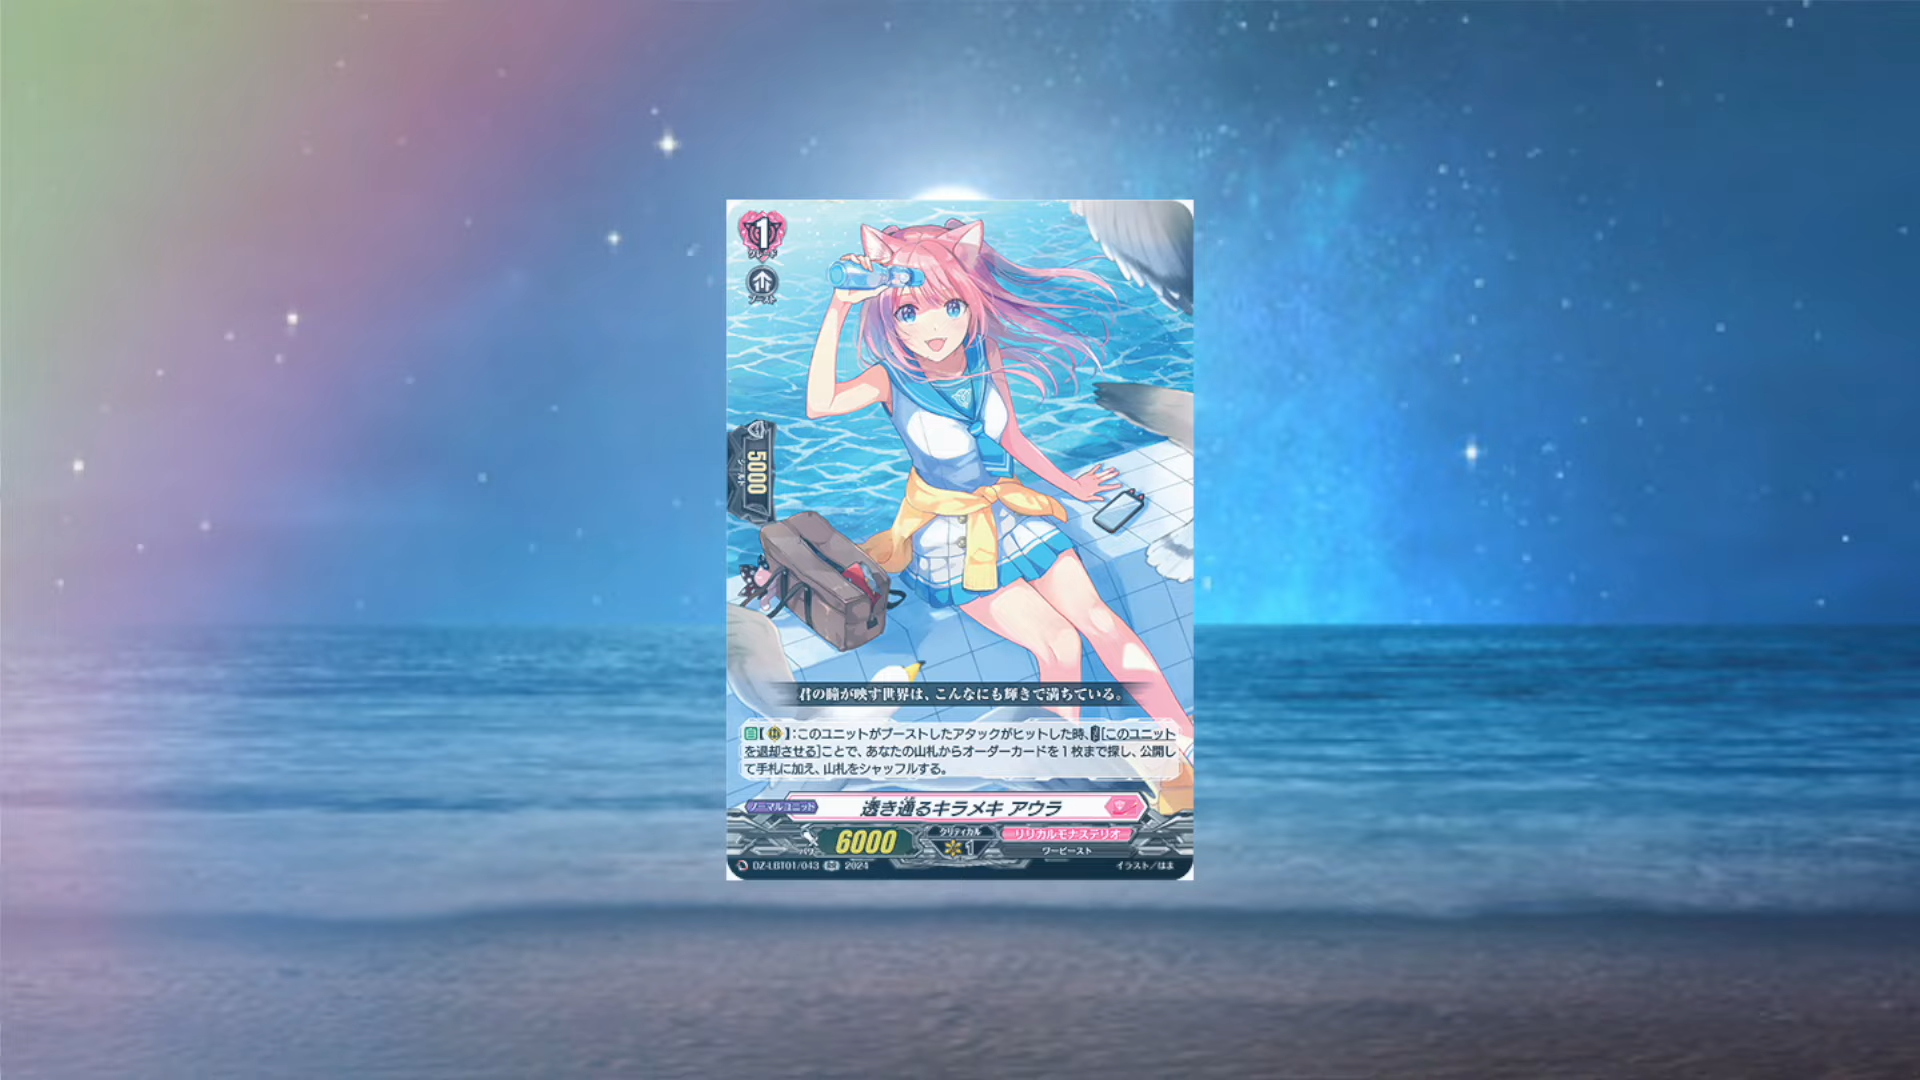 1
グレード
ブースト
5000
シールド
君の瞳が映す世界は、こんなにも輝きで満ちている。
自【R】:このユニットがブーストしたアタックがヒットした時、[このユニット
を退却させる]ことで、あなたの山札からオーダーカードを1枚まで探し、公開し
て手札に加え、山札をシャッフルする。
ノーマルユニット
透き通るキラメキ アウラ
パワー
6000
クリティカル
1
リリカルモナステリオ
ワービースト
DZ-LBT01/043
2024
イラスト/はま